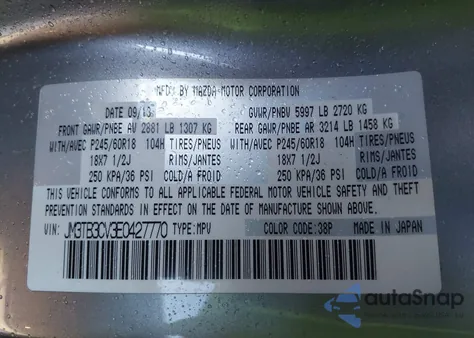 MFD BY MAZDA MOTOR CORPORATION
DATE 09/13 GVWR/PNBV 5997 LB 2720 KG
FRONT GAWR/PNBE AV 2881 LB 1307 KG REAR GAWR/PNBE AR 3214 LB 1458 KG
WITH/AVEC P245/60R18 104H TIRES/PNEUS WITH/AVEC P245/60R18 104H TIRES/PNEUS
18X7 1/2J RIMS/JANTES 18X7 1/2J RIMS/JANTES
250 KPA/36 PSI COLD/A FROID 250 KPA/36 PSI COLD/A FROID
THIS VEHICLE CONFORMS TO ALL APPLICABLE FEDERAL MOTOR VEHICLE SAFETY AND THEFT
PREVENTION STANDARDS IN EFFECT ON THE DATE OF MANUFACTURE SHOWN ABOVE.
VIN: JM3TB3CV3E0427770 TYPE:MPV COLOR CODE:38P MADE IN JAPAN
autoSnap